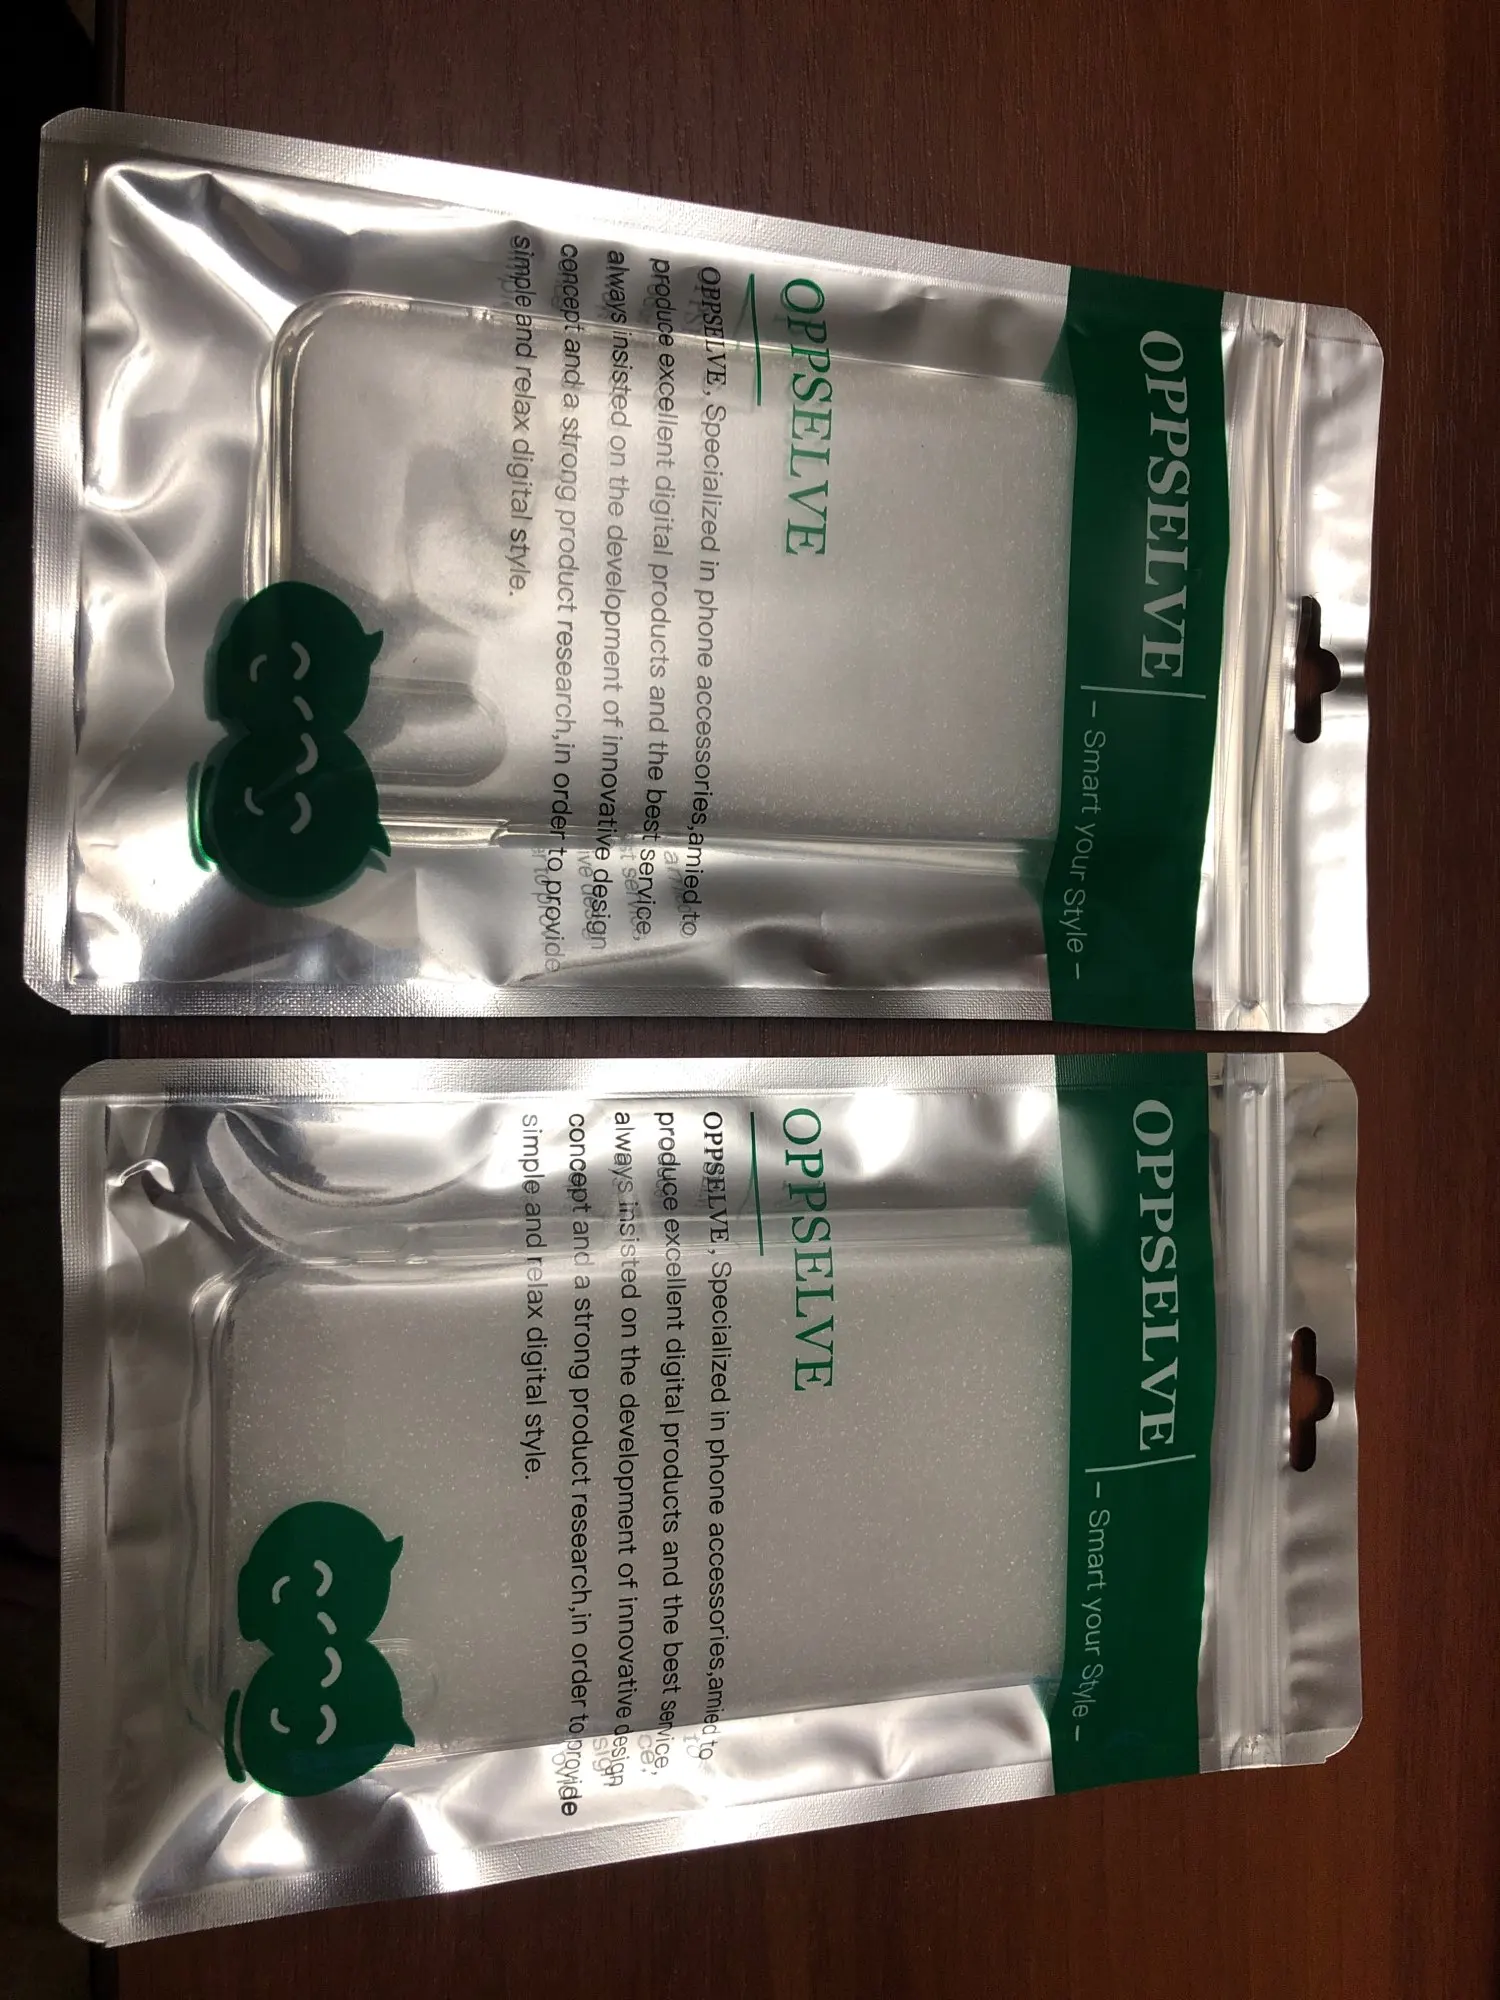 OPPSELVE
– Smart your Style –
OPPSELVE
OPPSELVE, Specialized in phone accessories,amied to
produce excellent digital products and the best service,
always insisted on the development of innovative design
concept and a strong product research,in order to provide
simple and relax digital style.
OPPSELVE
– Smart your Style –
OPPSELVE
OPPSELVE, Specialized in phone accessories,amied to
produce excellent digital products and the best service,
always insisted on the development of innovative design
concept and a strong product research,in order to provide
simple and relax digital style.